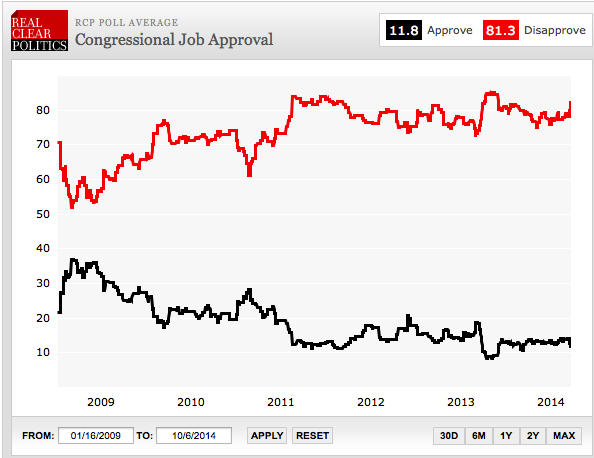 REAL
CLEAR
POLITICS
RCP POLL AVERAGE
Congressional Job Approval
11.8 Approve 81.3 Disapprove
80
70
60
50
40
30
20
10
2009 2010 2011 2012 2013 2014
FROM: 01/16/2009 TO: 10/6/2014 APPLY RESET 30D 6M 1Y 2Y MAX